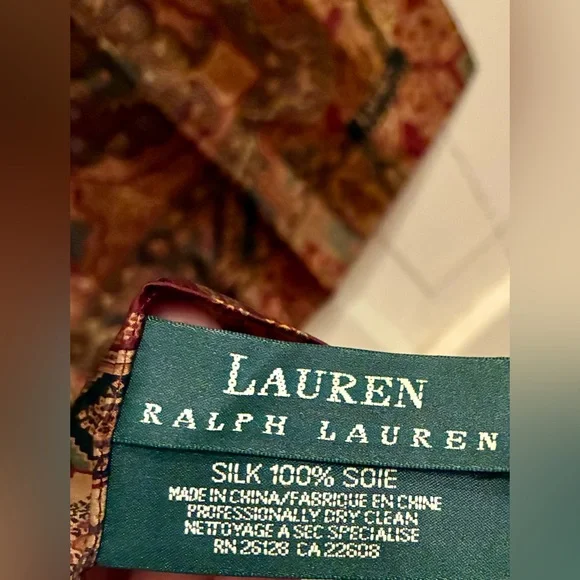 LAUREN
RALPH LAUREN
SILK 100% SOIE
MADE IN CHINA/FABRIQUE EN CHINE
PROFESSIONALLY DRY CLEAN
NETTOYAGE A SEC SPECIALISE
RN 26128 CA 22608